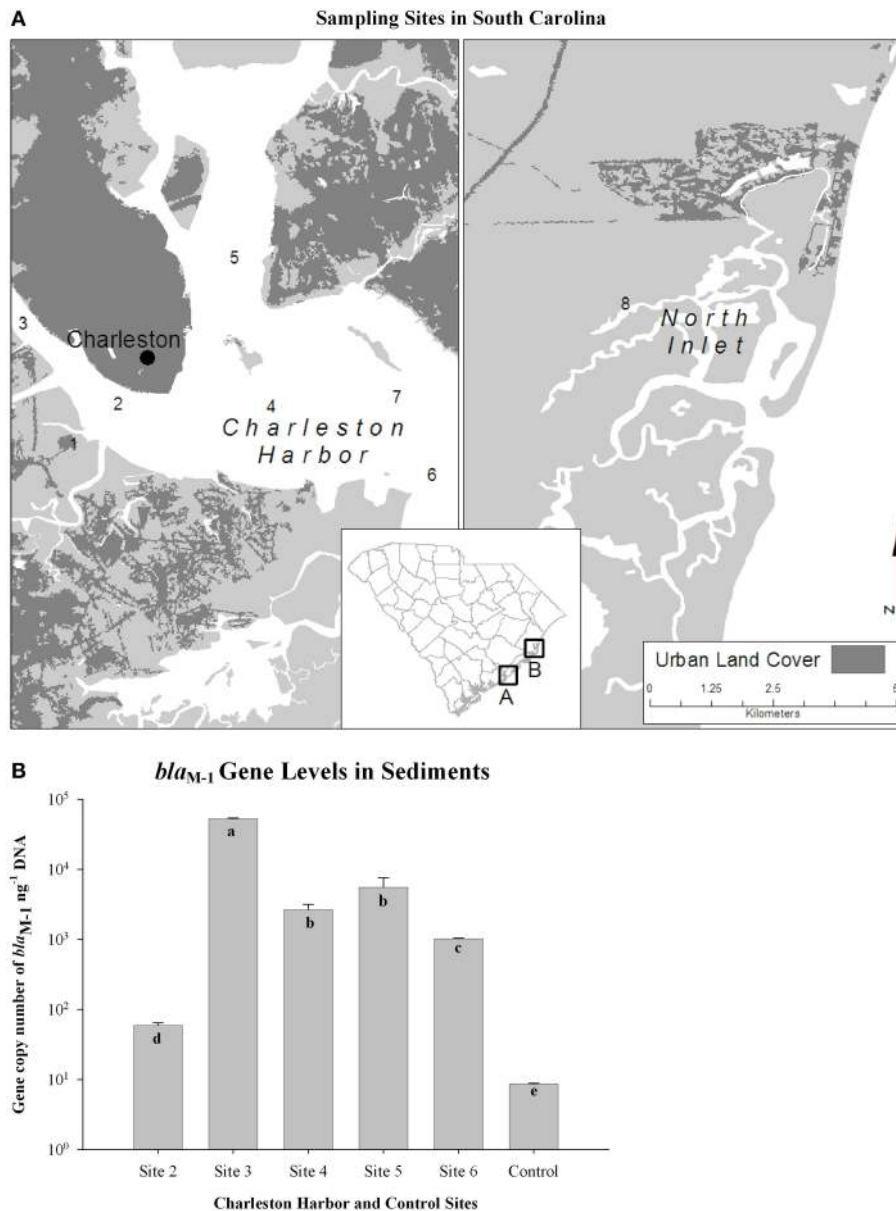 A
Sampling Sites in South Carolina
5
3
Charleston
2
4
7
1
Charleston
Harbor
6
8
North
Inlet
A
B
Urban Land Cover
0
1.25
2.5
5
Kilometers
z
B
bla_M-1 Gene Levels in Sediments
Gene copy number of bla_M-1 ng^-1 DNA
10^5
10^4
10^3
10^2
10^1
10^0
d
a
b
b
c
e
Site 2
Site 3
Site 4
Site 5
Site 6
Control
Charleston Harbor and Control Sites